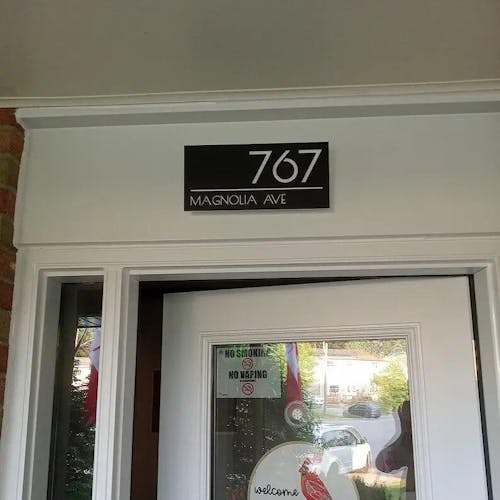 767
MAGNOLIA AVE
NO SMOKING
NO VAPING
welcome